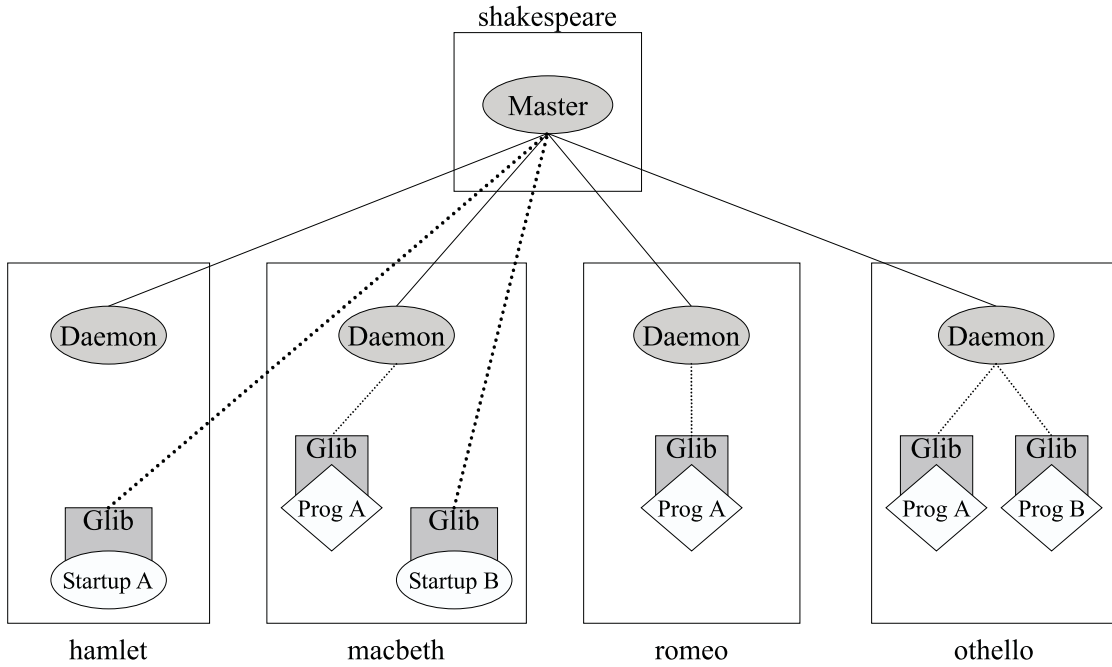 shakespeare
Master
Daemon
Daemon
Daemon
Daemon
Glib
Prog A
Glib
Prog A
Glib
Prog A
Glib
Prog B
Glib
Startup A
Glib
Startup B
hamlet
macbeth
romeo
othello